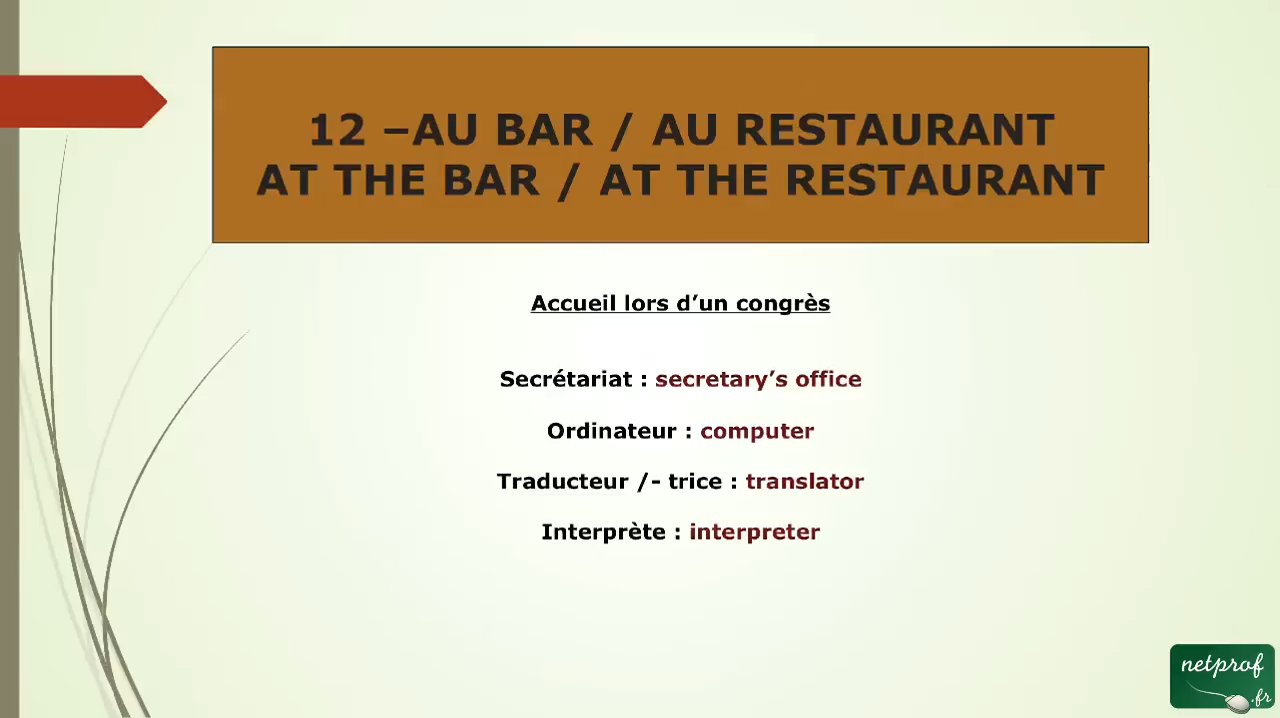 12 –AU BAR / AU RESTAURANT
AT THE BAR / AT THE RESTAURANT
Accueil lors d’un congrès
Secrétariat : secretary’s office
Ordinateur : computer
Traducteur /- trice : translator
Interprète : interpreter
netprof
.fr